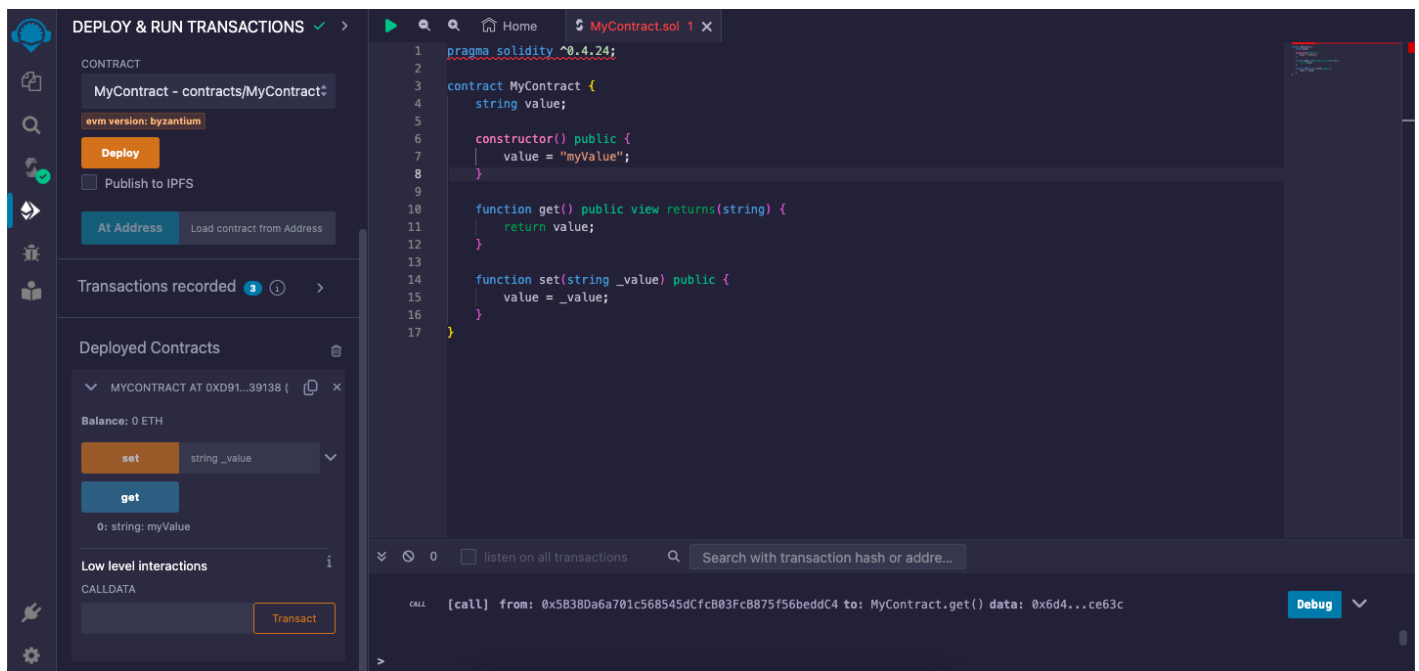 DEPLOY & RUN TRANSACTIONS
CONTRACT
MyContract - contracts/MyContract
evm version: byzantium
Deploy
Publish to IPFS
At Address Load contract from Address
Transactions recorded 3 i
Deployed Contracts
MYCONTRACT AT 0XD91...39138 (
Balance: 0 ETH
set string _value
get
0: string: myValue
Low level interactions i
CALLDATA
Transact
Home MyContract.sol 1
1 pragma solidity ^0.4.24;
2
3 contract MyContract {
4 string value;
5
6 constructor() public {
7 value = "myValue";
8 }
9
10 function get() public view returns(string) {
11 return value;
12 }
13
14 function set(string _value) public {
15 value = _value;
16 }
17 }
0 listen on all transactions Search with transaction hash or addre...
CALL [call] from: 0x5B38Da6a701c568545dCfcB03FcB875f56beddC4 to: MyContract.get() data: 0x6d4...ce63c Debug
>